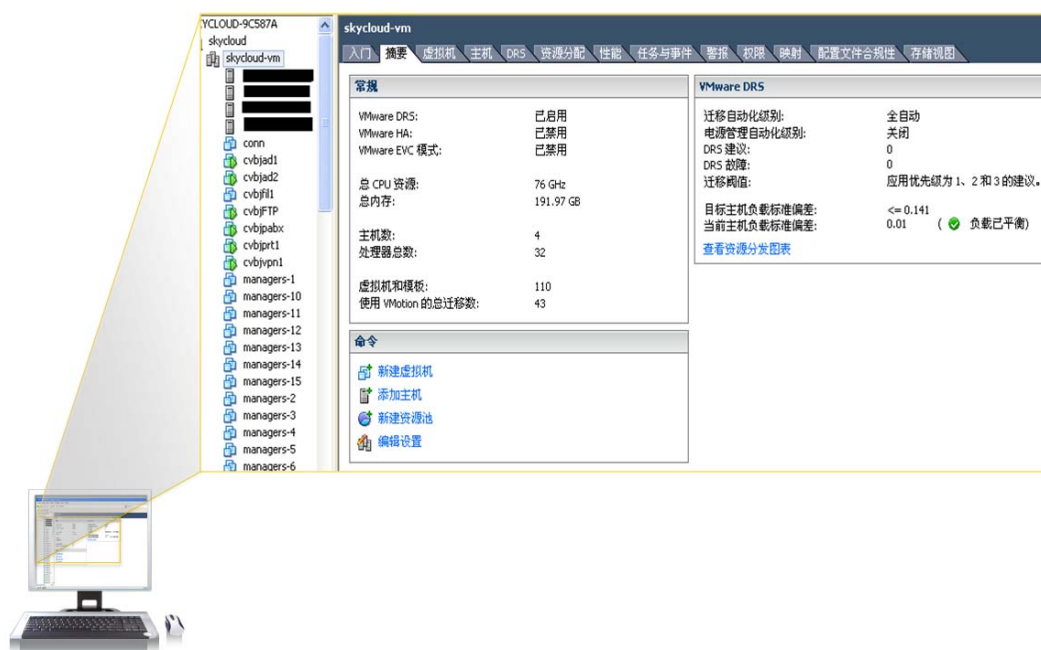 YCLOUD-9C587A
skycloud
skycloud-vm
conn
cvbjad1
cvbjad2
cvbjfil1
cvbjFTP
cvbjpabx
cvbjprt1
cvbjvpn1
managers-1
managers-10
managers-11
managers-12
managers-13
managers-14
managers-15
managers-2
managers-3
managers-4
managers-5
managers-6
skycloud-vm
入门 摘要 虚拟机 主机 DRS 资源分配 性能 任务与事件 警报 权限 映射 配置文件合规性 存储视图
常规
VMware DRS: 已启用
VMware HA: 已禁用
VMware EVC 模式: 已禁用
总 CPU 资源: 76 GHz
总内存: 191.97 GB
主机数: 4
处理器总数: 32
虚拟机和模板: 110
使用 VMotion 的总迁移数: 43
命令
新建虚拟机
添加主机
新建资源池
编辑设置
VMware DRS
迁移自动化级别: 全自动
电源管理自动化级别: 关闭
DRS 建议: 0
DRS 故障: 0
迁移阈值: 应用优先级为 1、2 和 3 的建议。
目标主机负载标准偏差: <= 0.141
当前主机负载标准偏差: 0.01 ( 负载已平衡)
查看资源分发图表